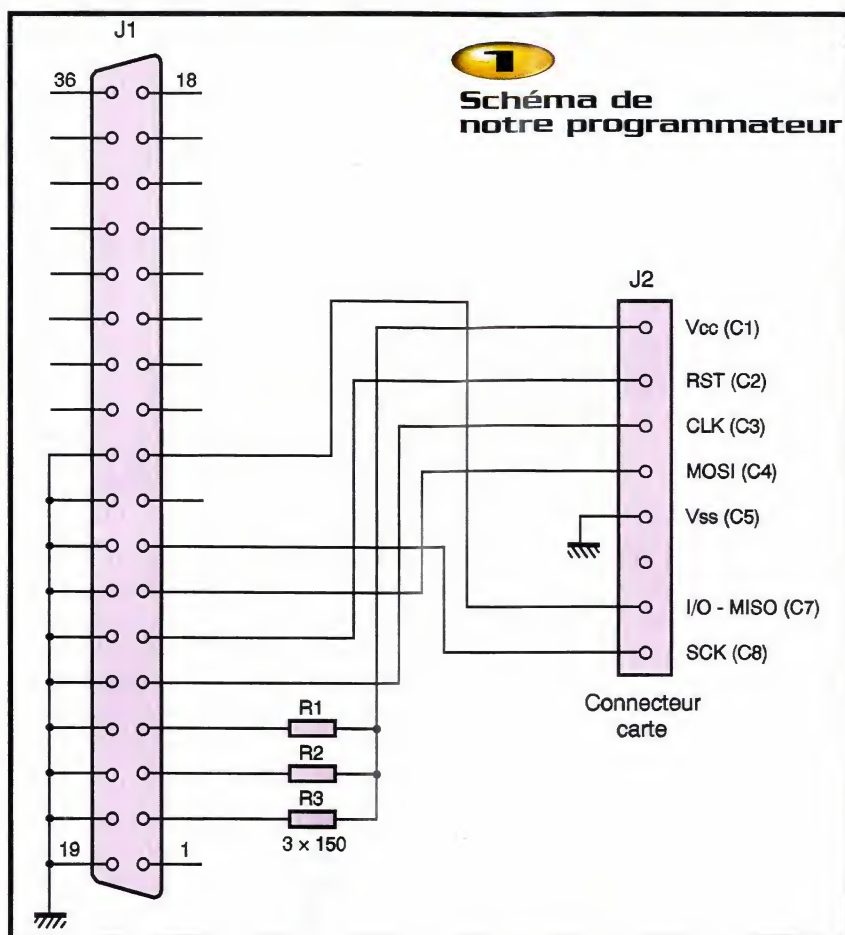 J1
36
18
1
Schéma de
notre programmateur
J2
Vcc (C1)
RST (C2)
CLK (C3)
MOSI (C4)
Vss (C5)
I/O - MISO (C7)
SCK (C8)
Connecteur
carte
R1
R2
R3
3 x 150
19
1